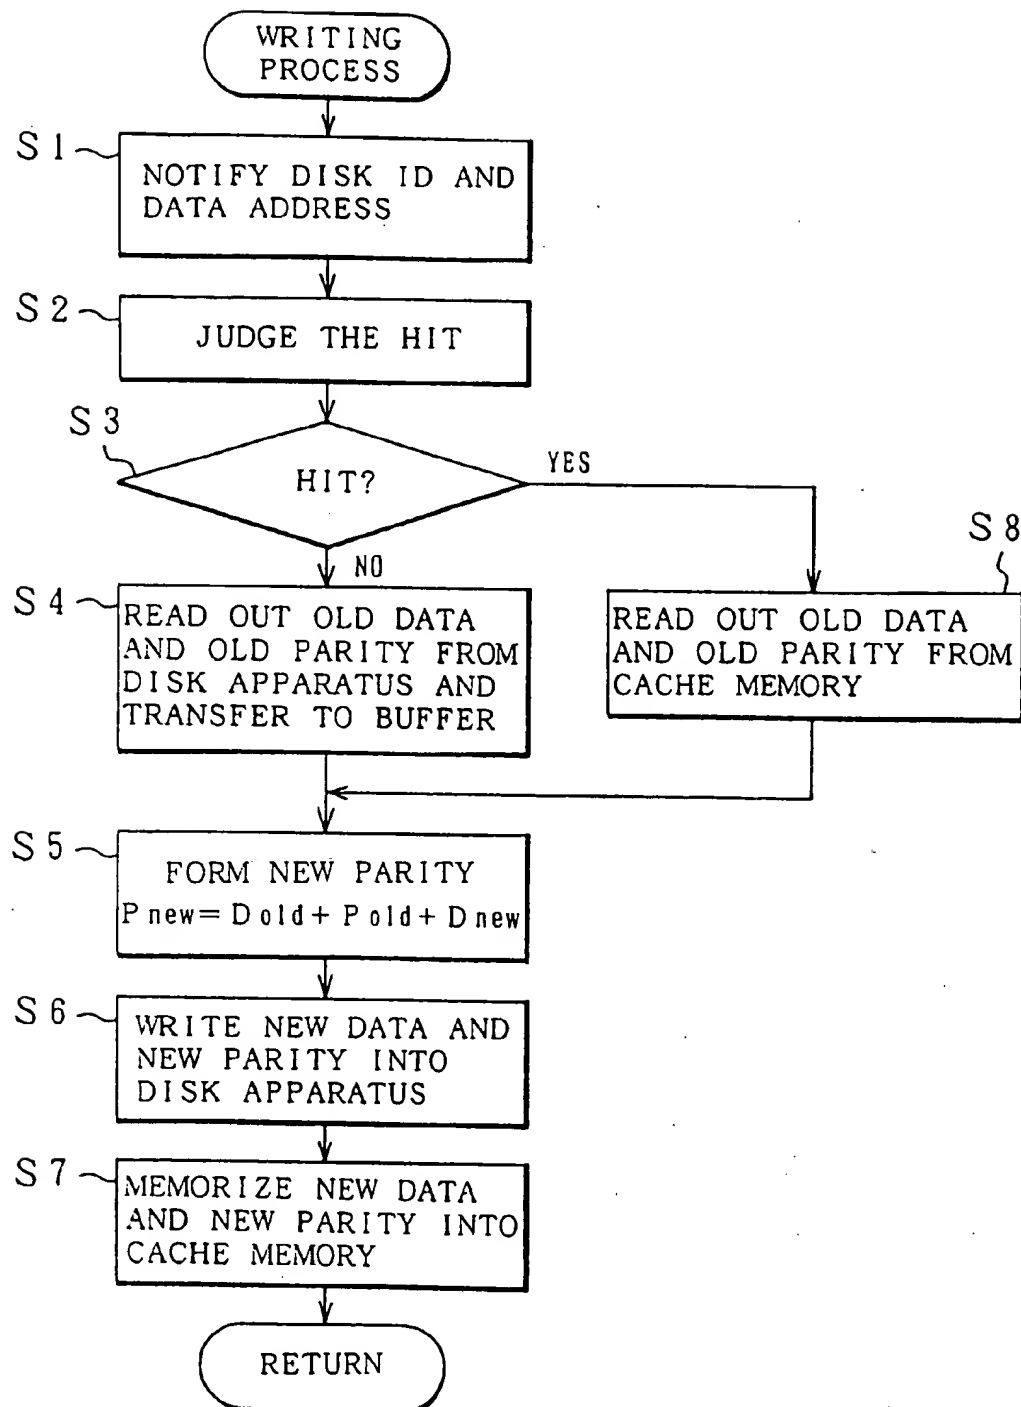 WRITING
PROCESS
S1
NOTIFY DISK ID AND
DATA ADDRESS
S2
JUDGE THE HIT
S3
HIT?
YES
NO
S4
READ OUT OLD DATA
AND OLD PARITY FROM
DISK APPARATUS AND
TRANSFER TO BUFFER
S8
READ OUT OLD DATA
AND OLD PARITY FROM
CACHE MEMORY
S5
FORM NEW PARITY
Pnew=Dold+Pold+Dnew
S6
WRITE NEW DATA AND
NEW PARITY INTO
DISK APPARATUS
S7
MEMORIZE NEW DATA
AND NEW PARITY INTO
CACHE MEMORY
RETURN